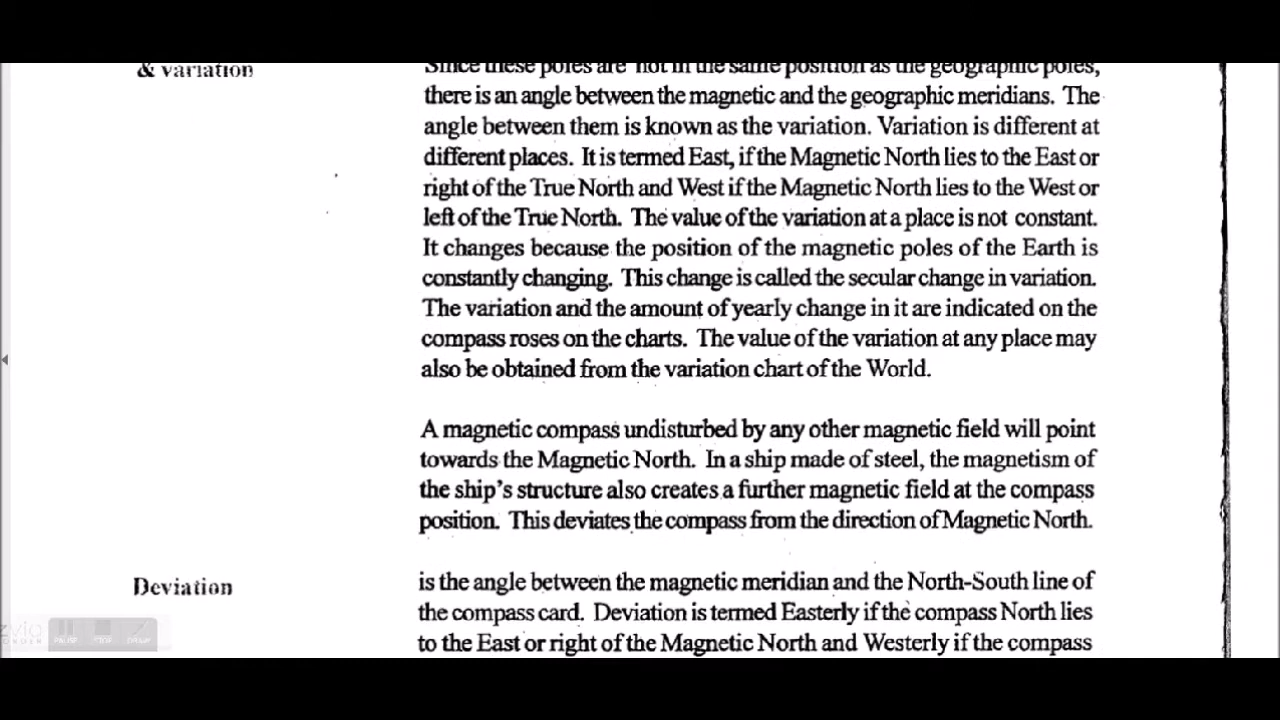 & variation
Since these poles are not in the same position as the geographic poles,
there is an angle between the magnetic and the geographic meridians. The
angle between them is known as the variation. Variation is different at
different places. It is termed East, if the Magnetic North lies to the East or
right of the True North and West if the Magnetic North lies to the West or
left of the True North. The value of the variation at a place is not constant.
It changes because the position of the magnetic poles of the Earth is
constantly changing. This change is called the secular change in variation.
The variation and the amount of yearly change in it are indicated on the
compass roses on the charts. The value of the variation at any place may
also be obtained from the variation chart of the World.
A magnetic compass undisturbed by any other magnetic field will point
towards the Magnetic North. In a ship made of steel, the magnetism of
the ship's structure also creates a further magnetic field at the compass
position. This deviates the compass from the direction of Magnetic North.
Deviation
is the angle between the magnetic meridian and the North-South line of
the compass card. Deviation is termed Easterly if the compass North lies
to the East or right of the Magnetic North and Westerly if the compass
PAUSE STOP DRAW